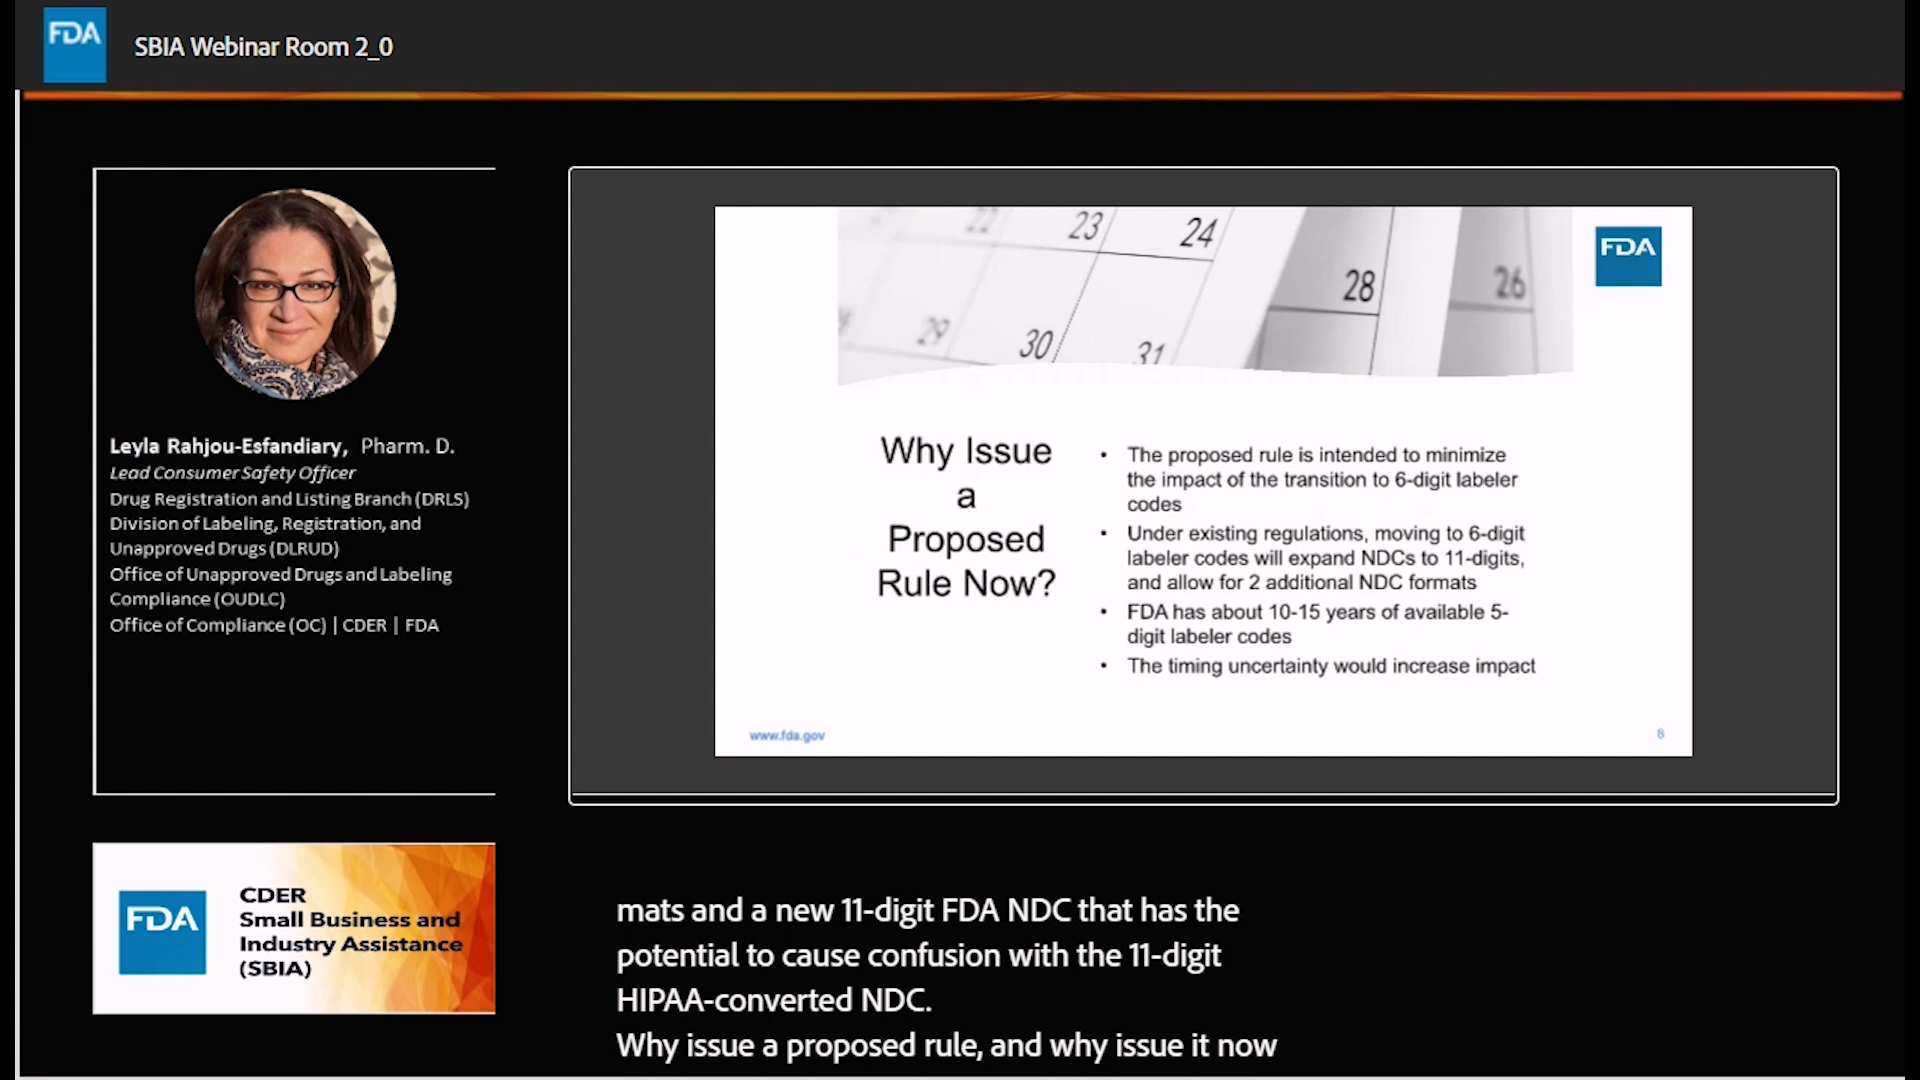 FDA
SBIA Webinar Room 2_0
Leyla Rahjou-Esfandiary, Pharm. D.
Lead Consumer Safety Officer
Drug Registration and Listing Branch (DRLS)
Division of Labeling, Registration, and
Unapproved Drugs (DLRUD)
Office of Unapproved Drugs and Labeling
Compliance (OUDLC)
Office of Compliance (OC) | CDER | FDA
22 23 24
28
26
29 30 31
FDA
Why Issue
a
Proposed
Rule Now?
• The proposed rule is intended to minimize
the impact of the transition to 6-digit labeler
codes
• Under existing regulations, moving to 6-digit
labeler codes will expand NDCs to 11-digits,
and allow for 2 additional NDC formats
• FDA has about 10-15 years of available 5-
digit labeler codes
• The timing uncertainty would increase impact
www.fda.gov
8
FDA
CDER
Small Business and
Industry Assistance
(SBIA)
mats and a new 11-digit FDA NDC that has the
potential to cause confusion with the 11-digit
HIPAA-converted NDC.
Why issue a proposed rule, and why issue it now